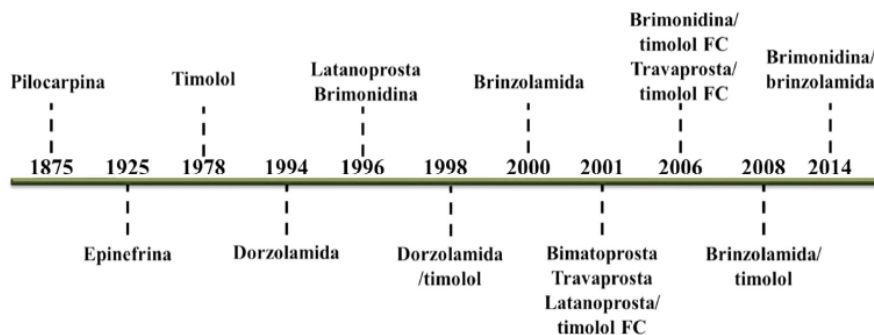 Brimonidina/
timolol FC
Travaprosta/
timolol FC
Brimonidina/
brinzolamida
Pilocarpina
Timolol
Latanoprosta
Brimonidina
Brinzolamida
1875 1925 1978 1994 1996 1998 2000 2001 2006 2008 2014
Epinefrina
Dorzolamida
Dorzolamida
/timolol
Bimatoprosta
Travaprosta
Latanoprosta/
timolol FC
Brinzolamida/
timolol